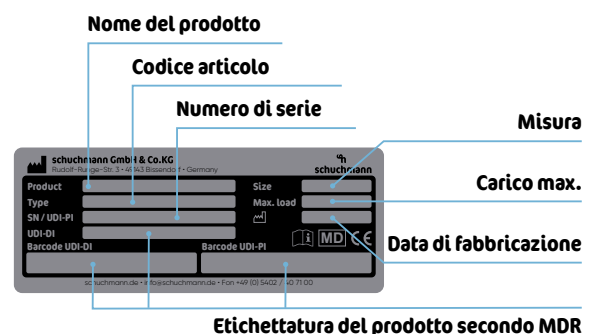 Nome del prodotto
Codice articolo
Numero di serie
Misura
schuchmann GmbH & Co.KG
Rudolf-Runge-Str. 3 • 49143 Bissendorf • Germany
schuchmann
Carico max.
Product
Size
Type
Max. load
SN / UDI-PI
UDI-DI
MD CE
Data di fabbricazione
Barcode UDI-DI
Barcode UDI-PI
schuchmann.de • info@schuchmann.de • Fon +49 (0) 5402 / 40 71 00
Etichettatura del prodotto secondo MDR